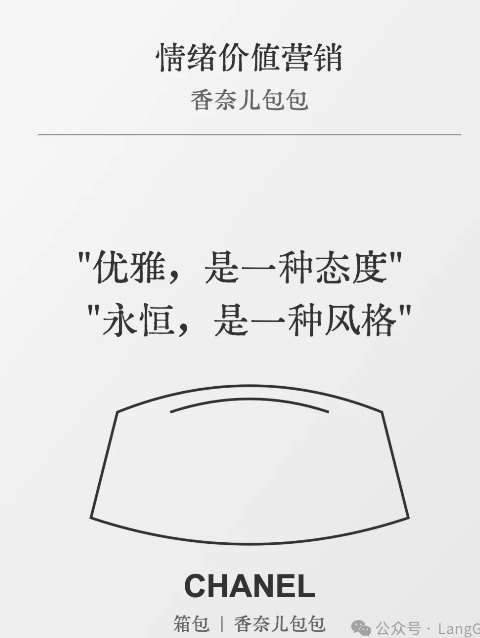 情绪价值营销
香奈儿包包
"优雅，是一种态度"
"永恒，是一种风格"
CHANEL
箱包 | 香奈儿包包
公众号 · LangG